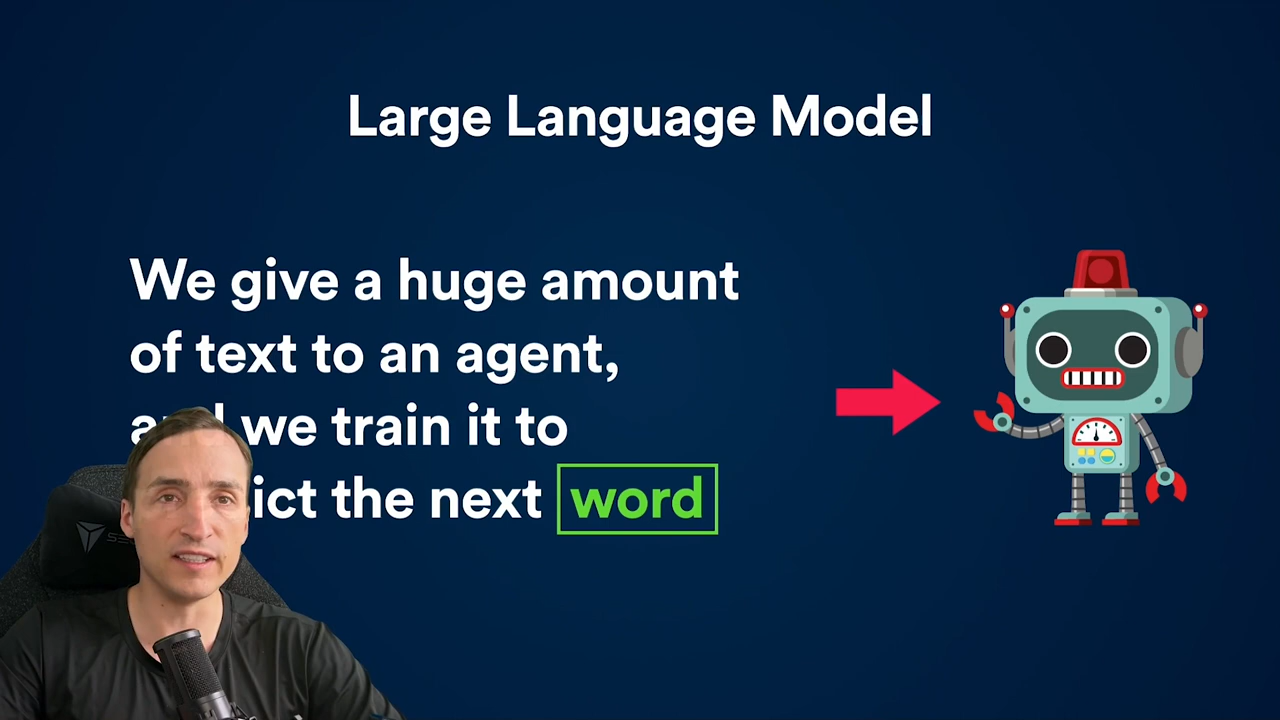 Large Language Model
We give a huge amount
of text to an agent,
we train it to
ict the next word